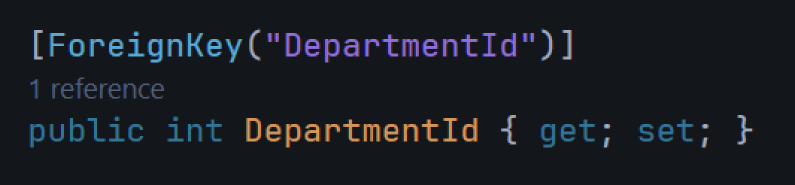 [ForeignKey("DepartmentId")]
1 reference
public int DepartmentId { get; set; }